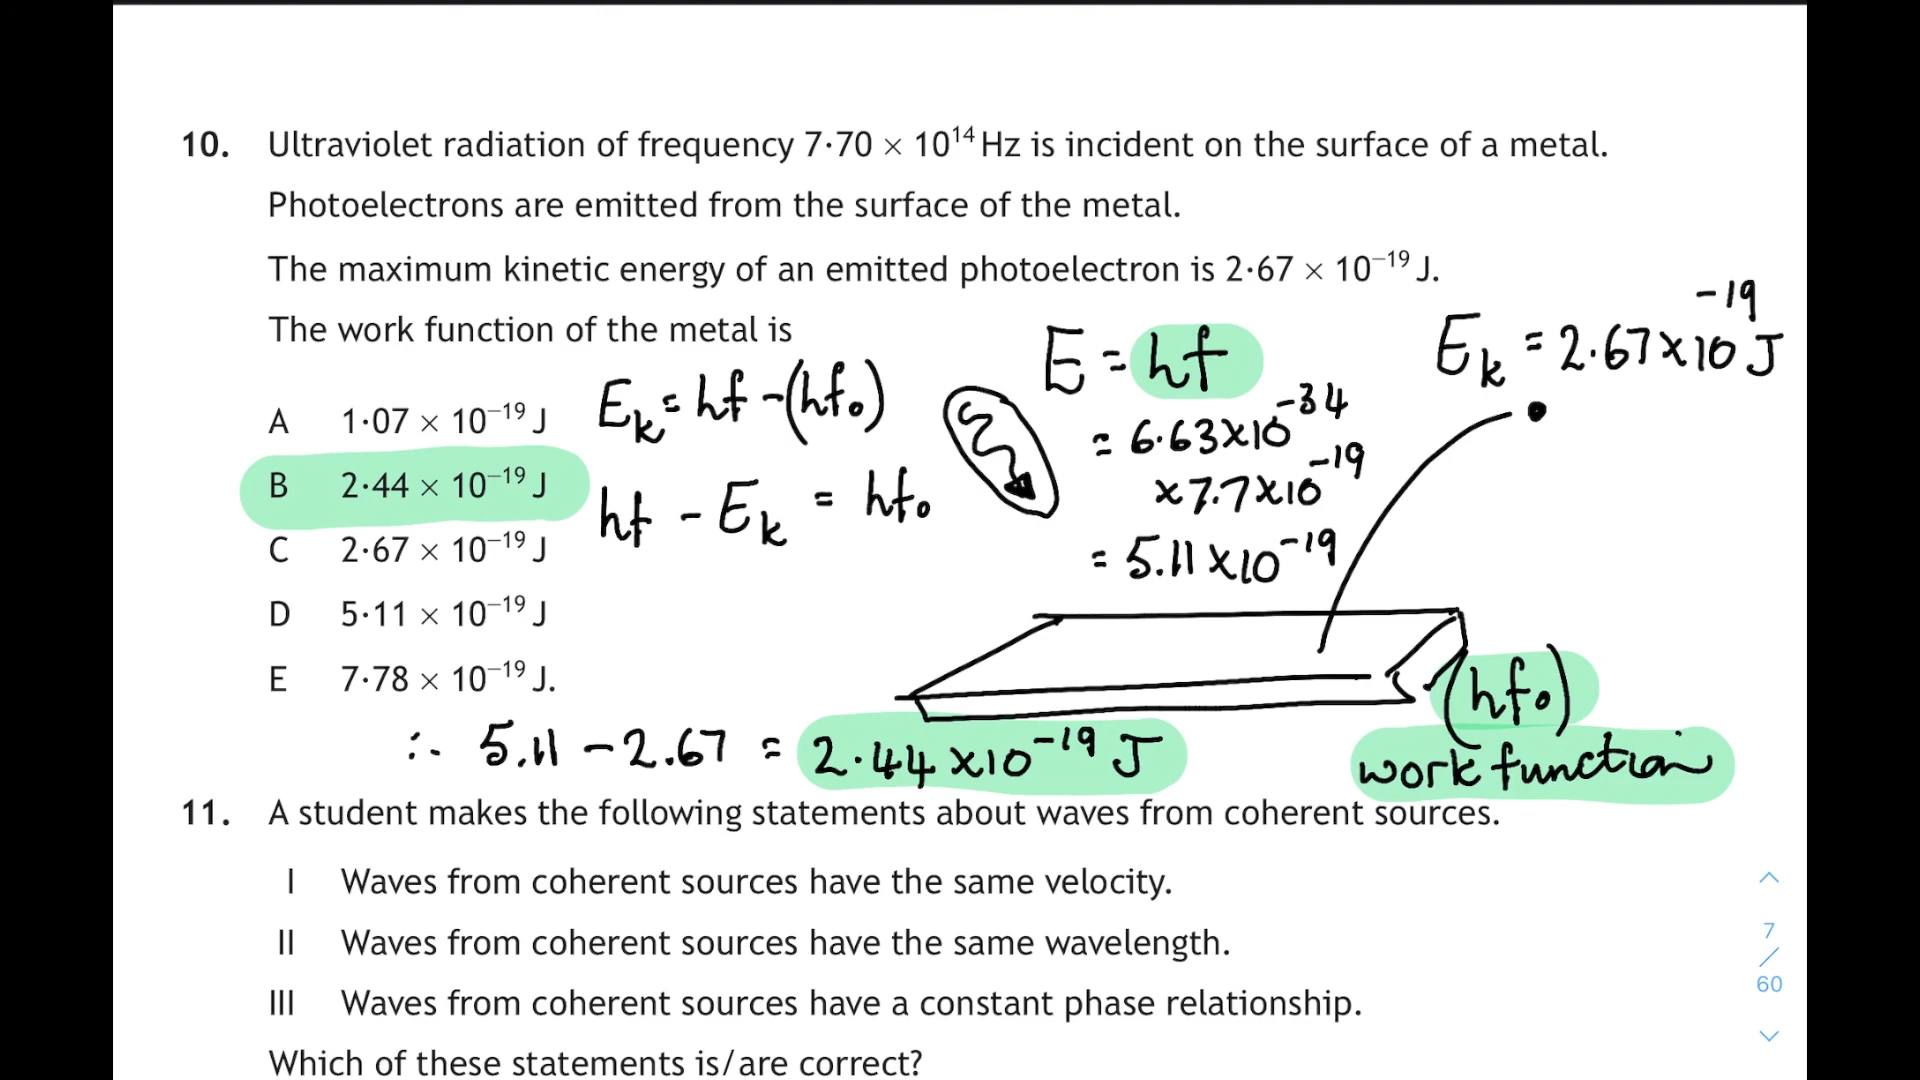 10. Ultraviolet radiation of frequency 7·70 × 10¹⁴ Hz is incident on the surface of a metal.
Photoelectrons are emitted from the surface of the metal.
The maximum kinetic energy of an emitted photoelectron is 2·67 × 10⁻¹⁹ J.
The work function of the metal is
A 1·07 × 10⁻¹⁹ J
B 2·44 × 10⁻¹⁹ J
C 2·67 × 10⁻¹⁹ J
D 5·11 × 10⁻¹⁹ J
E 7·78 × 10⁻¹⁹ J.
Eₖ = hf - (hf₀)
hf - Eₖ = hf₀
E = hf
= 6.63×10⁻³⁴
×7.7×10⁻¹⁹
= 5.11×10⁻¹⁹
Eₖ = 2.67×10⁻¹⁹ J
(hf₀)
work function
∴ 5.11 - 2.67 = 2.44×10⁻¹⁹ J
11. A student makes the following statements about waves from coherent sources.
I Waves from coherent sources have the same velocity.
II Waves from coherent sources have the same wavelength.
III Waves from coherent sources have a constant phase relationship.
Which of these statements is/are correct?
7
/
60